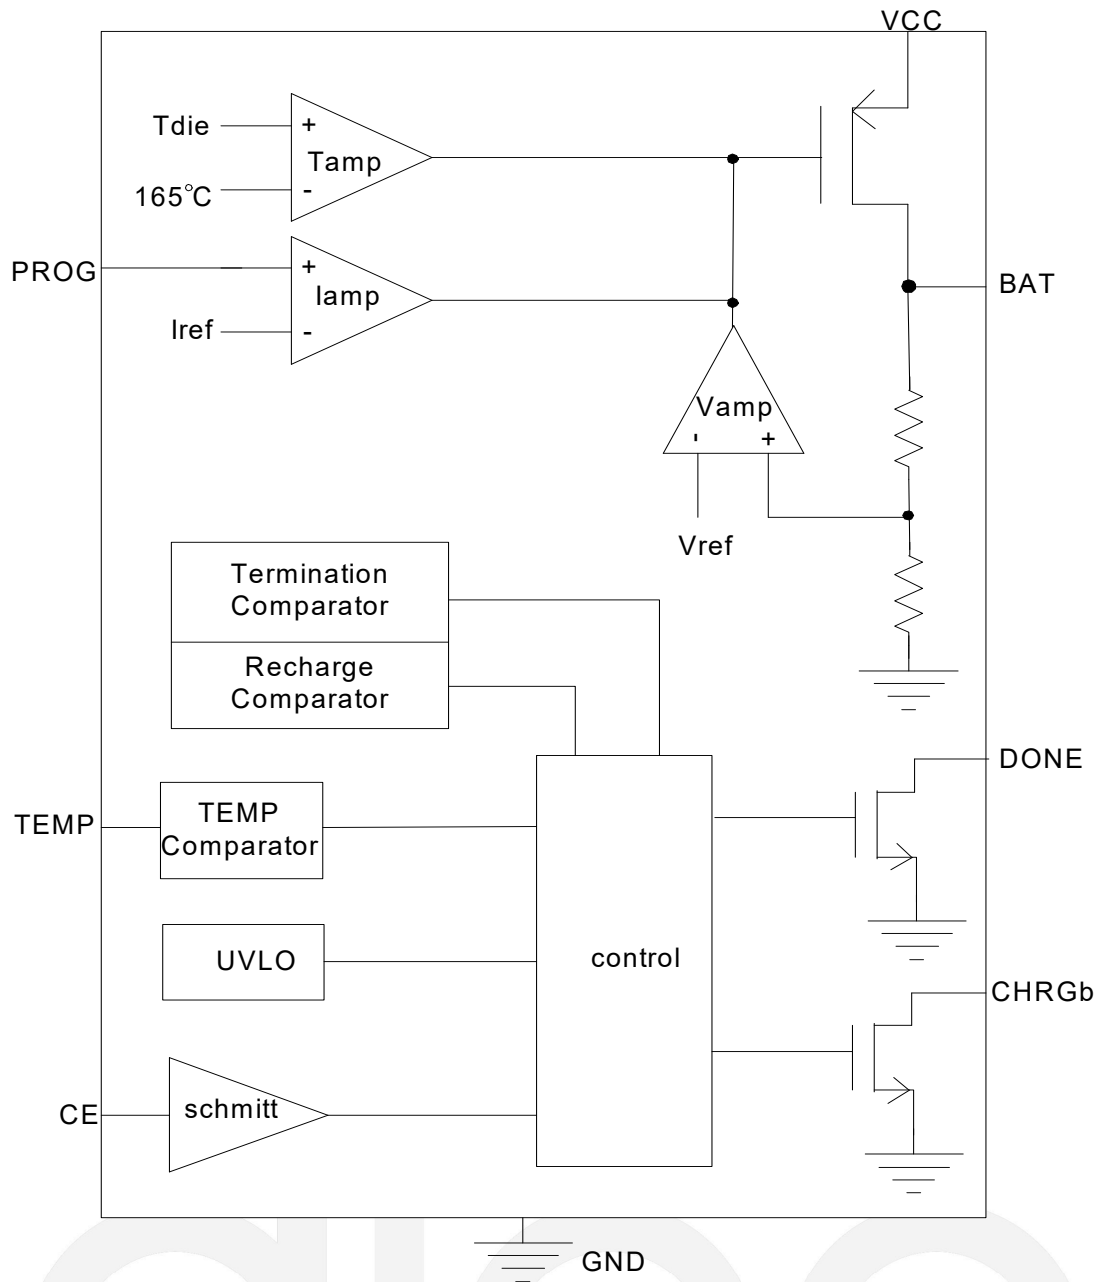 VCC
Tdie
+
Tamp
165℃
-
PROG
+
Iamp
Iref
-
BAT
Vamp
-
+
Vref
Termination
Comparator
Recharge
Comparator
DONE
TEMP
TEMP
Comparator
UVLO
control
CHRGb
CE
schmitt
GND